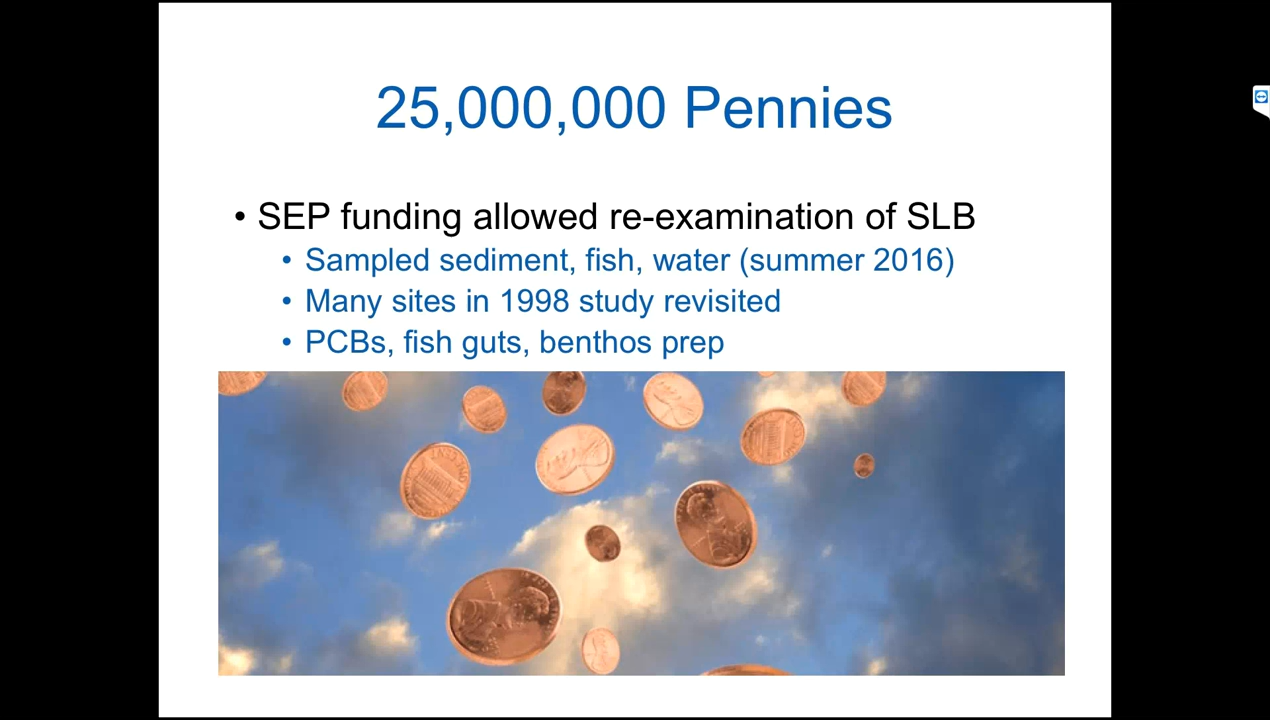 25,000,000 Pennies
• SEP funding allowed re-examination of SLB
• Sampled sediment, fish, water (summer 2016)
• Many sites in 1998 study revisited
• PCBs, fish guts, benthos prep